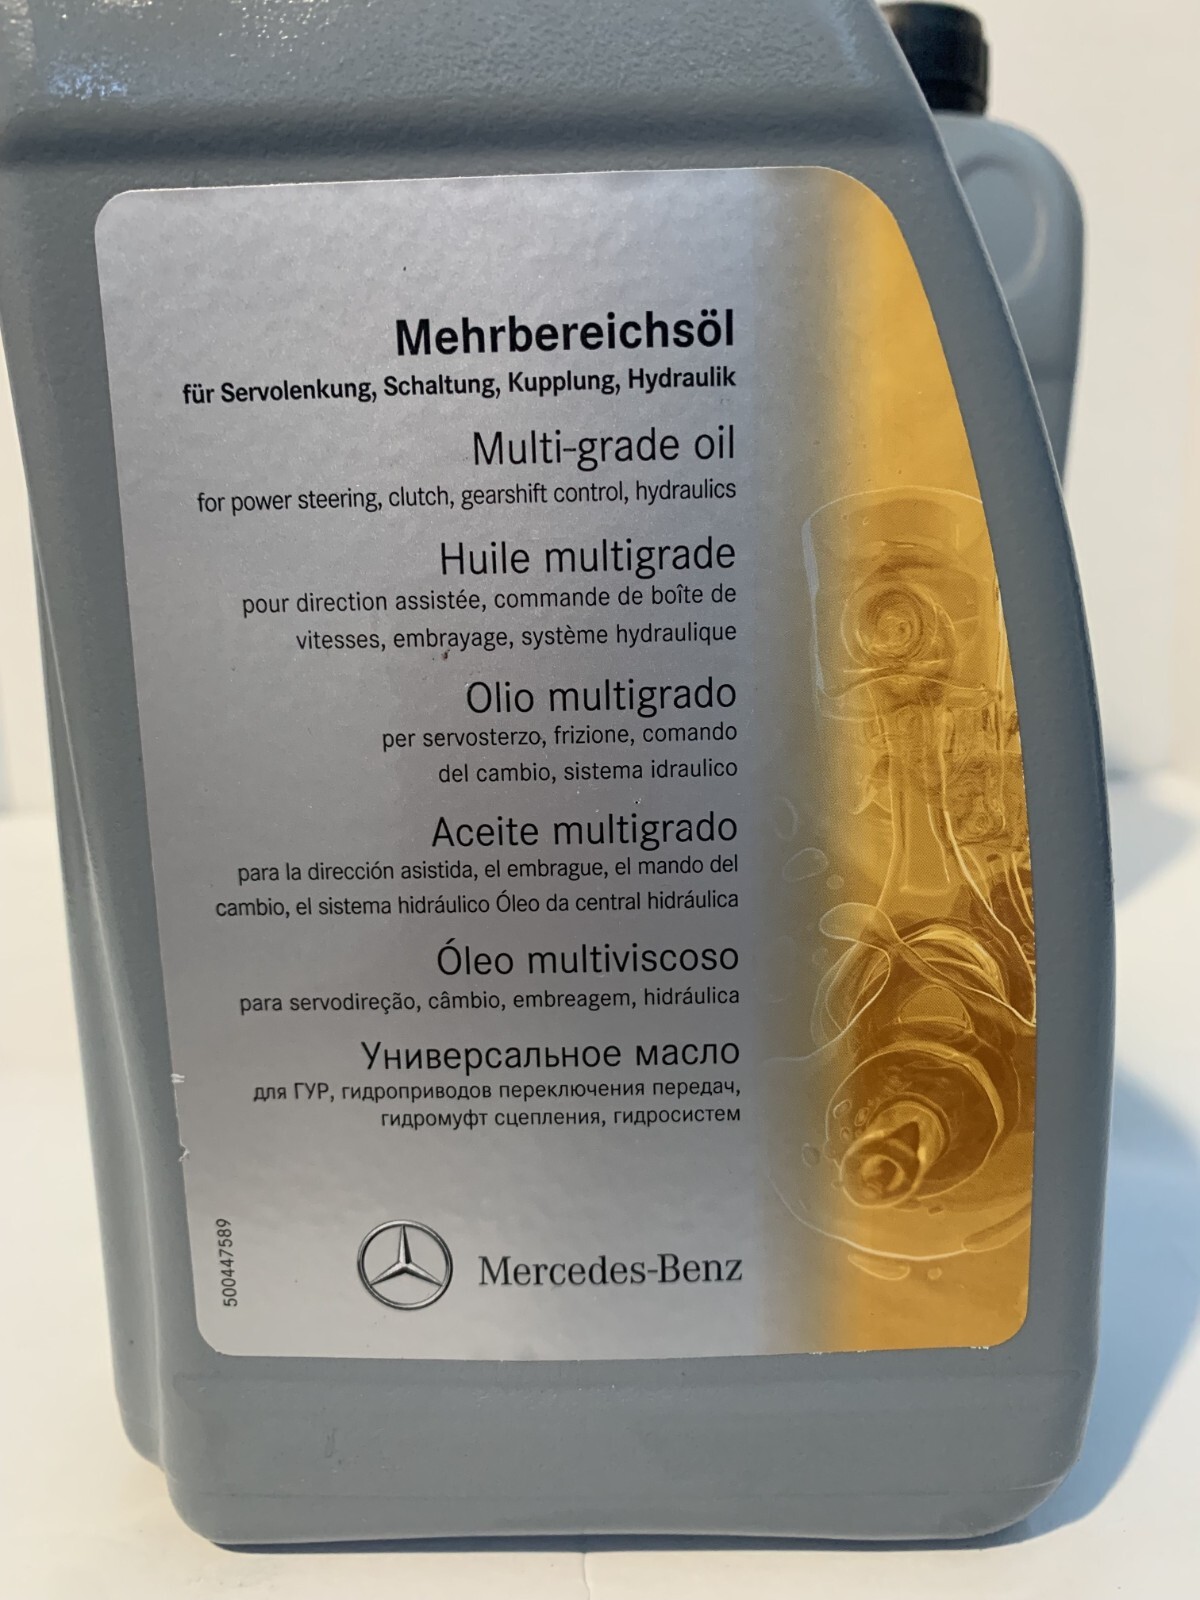 Mehrbereichsöl
für Servolenkung, Schaltung, Kupplung, Hydraulik
Multi-grade oil
for power steering, clutch, gearshift control, hydraulics
Huile multigrade
pour direction assistée, commande de boîte de
vitesses, embrayage, système hydraulique
Olio multigrado
per servosterzo, frizione, comando
del cambio, sistema idraulico
Aceite multigrado
para la dirección asistida, el embrague, el mando del
cambio, el sistema hidráulico Óleo da central hidráulica
Óleo multiviscoso
para servodireção, câmbio, embreagem, hidráulica
Универсальное масло
для ГУР, гидроприводов переключения передач,
гидромуфт сцепления, гидросистем
500447589
Mercedes-Benz